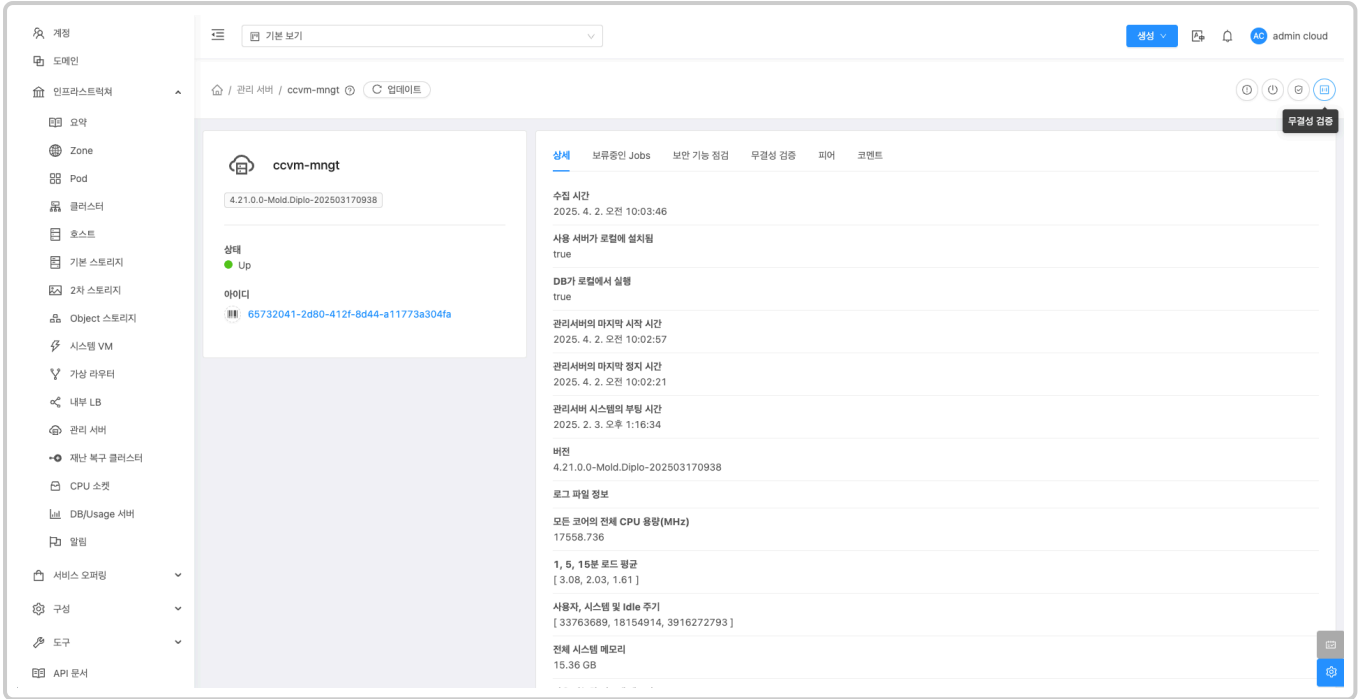 계정
도메인
인프라스트럭쳐
요약
Zone
Pod
클러스터
호스트
기본 스토리지
2차 스토리지
Object 스토리지
시스템 VM
가상 라우터
내부 LB
관리 서버
재난 복구 클러스터
CPU 소켓
DB/Usage 서버
알림
서비스 오퍼링
구성
도구
API 문서
기본 보기
생성
AC admin cloud
/ 관리 서버 / ccvm-mngt 업데이트
무결성 검증
ccvm-mngt
4.21.0.0-Mold.Diplo-202503170938
상태
Up
아이디
65732041-2d80-412f-8d44-a11773a304fa
상세 보류중인 Jobs 보안 기능 점검 무결성 검증 피어 코멘트
수집 시간
2025. 4. 2. 오전 10:03:46
사용 서버가 로컬에 설치됨
true
DB가 로컬에서 실행
true
관리서버의 마지막 시작 시간
2025. 4. 2. 오전 10:02:57
관리서버의 마지막 정지 시간
2025. 4. 2. 오전 10:02:21
관리서버 시스템의 부팅 시간
2025. 2. 3. 오후 1:16:34
버전
4.21.0.0-Mold.Diplo-202503170938
로그 파일 정보
모든 코어의 전체 CPU 용량(MHz)
17558.736
1, 5, 15분 로드 평균
[ 3.08, 2.03, 1.61 ]
사용자, 시스템 및 Idle 주기
[ 33763689, 18154914, 3916272793 ]
전체 시스템 메모리
15.36 GB